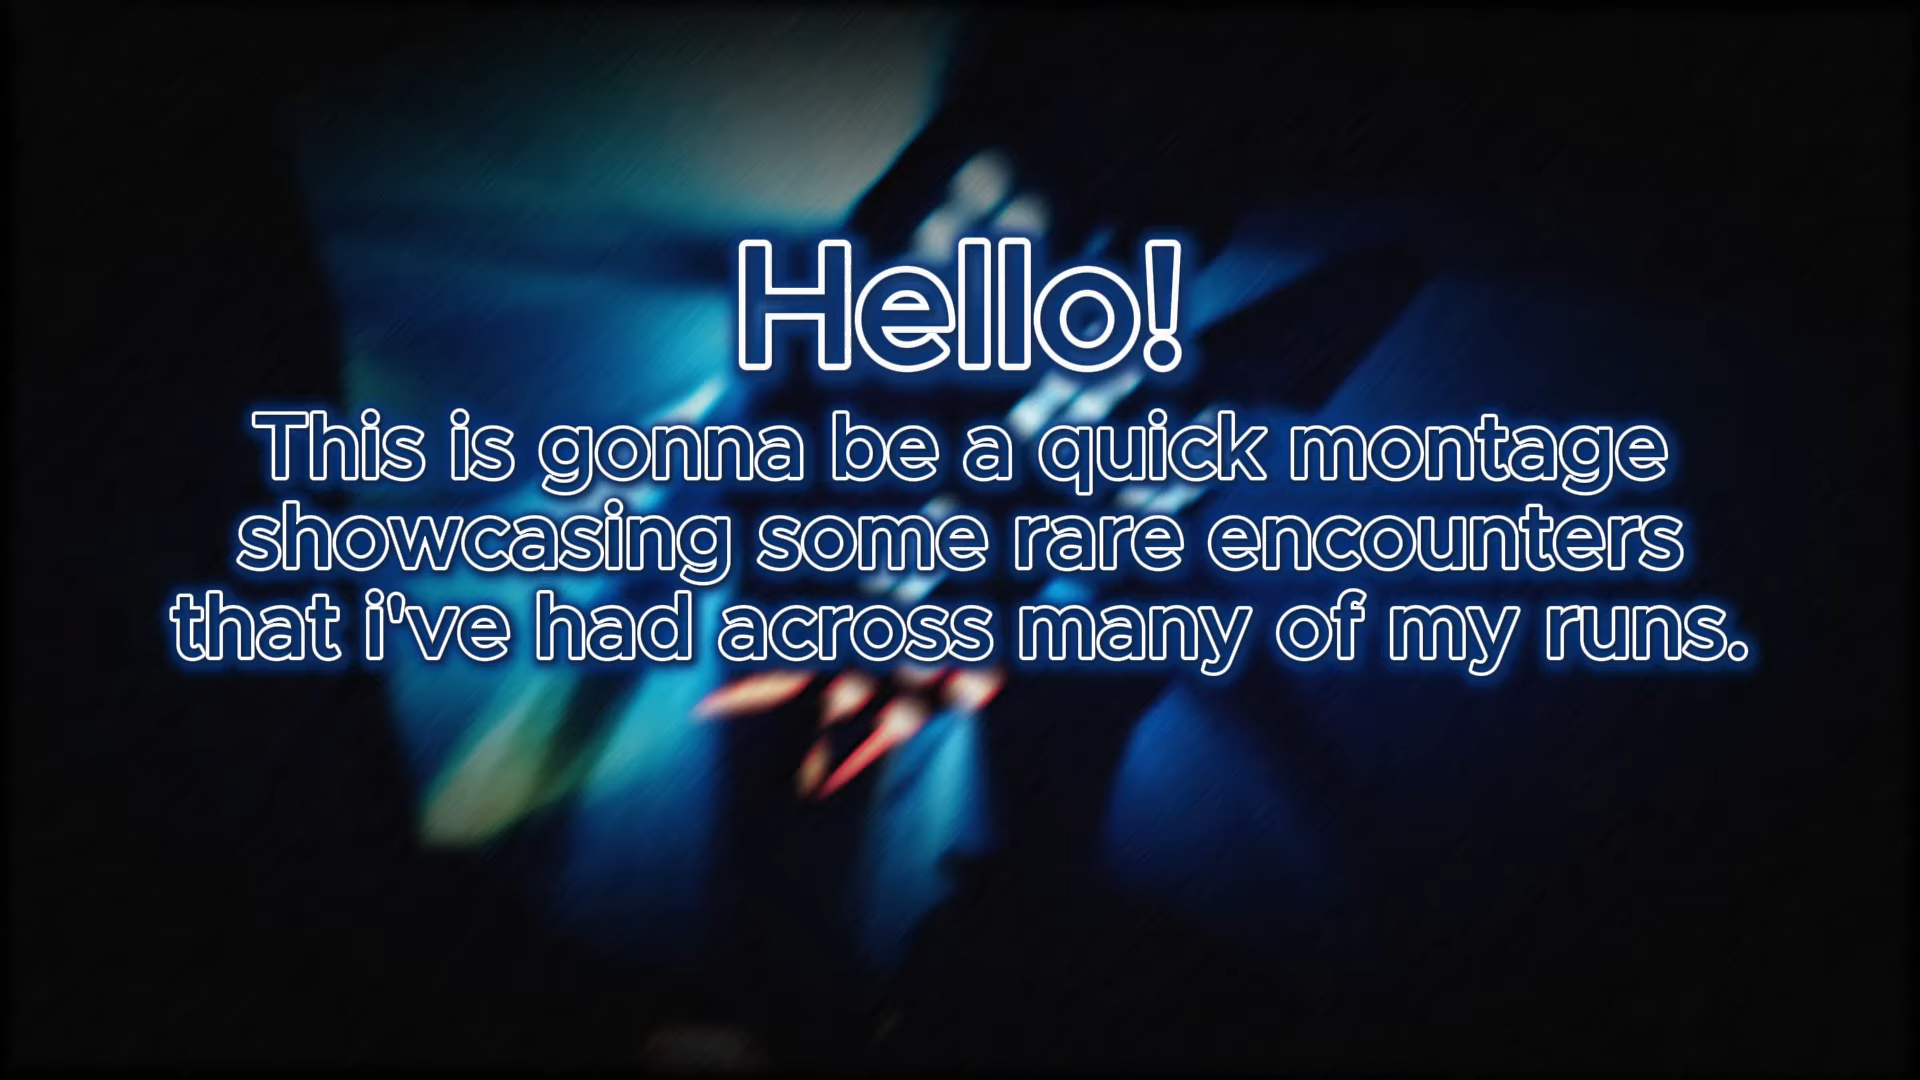 Hello!
This is gonna be a quick montage
showcasing some rare encounters
that i've had across many of my runs.